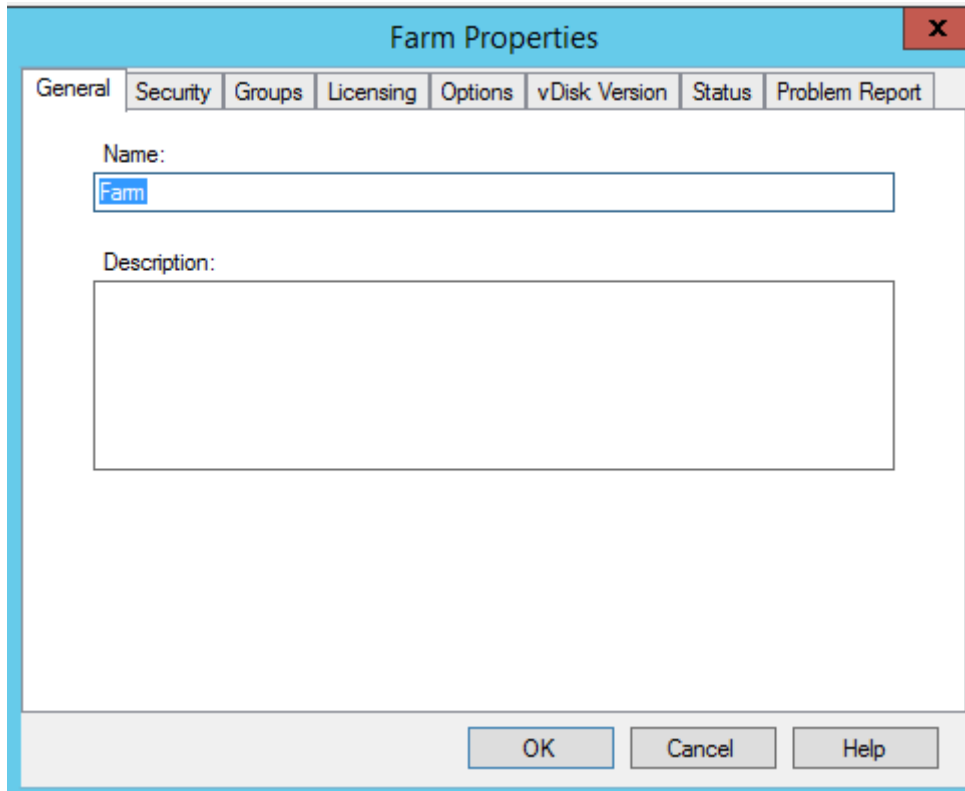 Farm Properties
x
General Security Groups Licensing Options vDisk Version Status Problem Report
Name:
Farm
Description:
OK Cancel Help